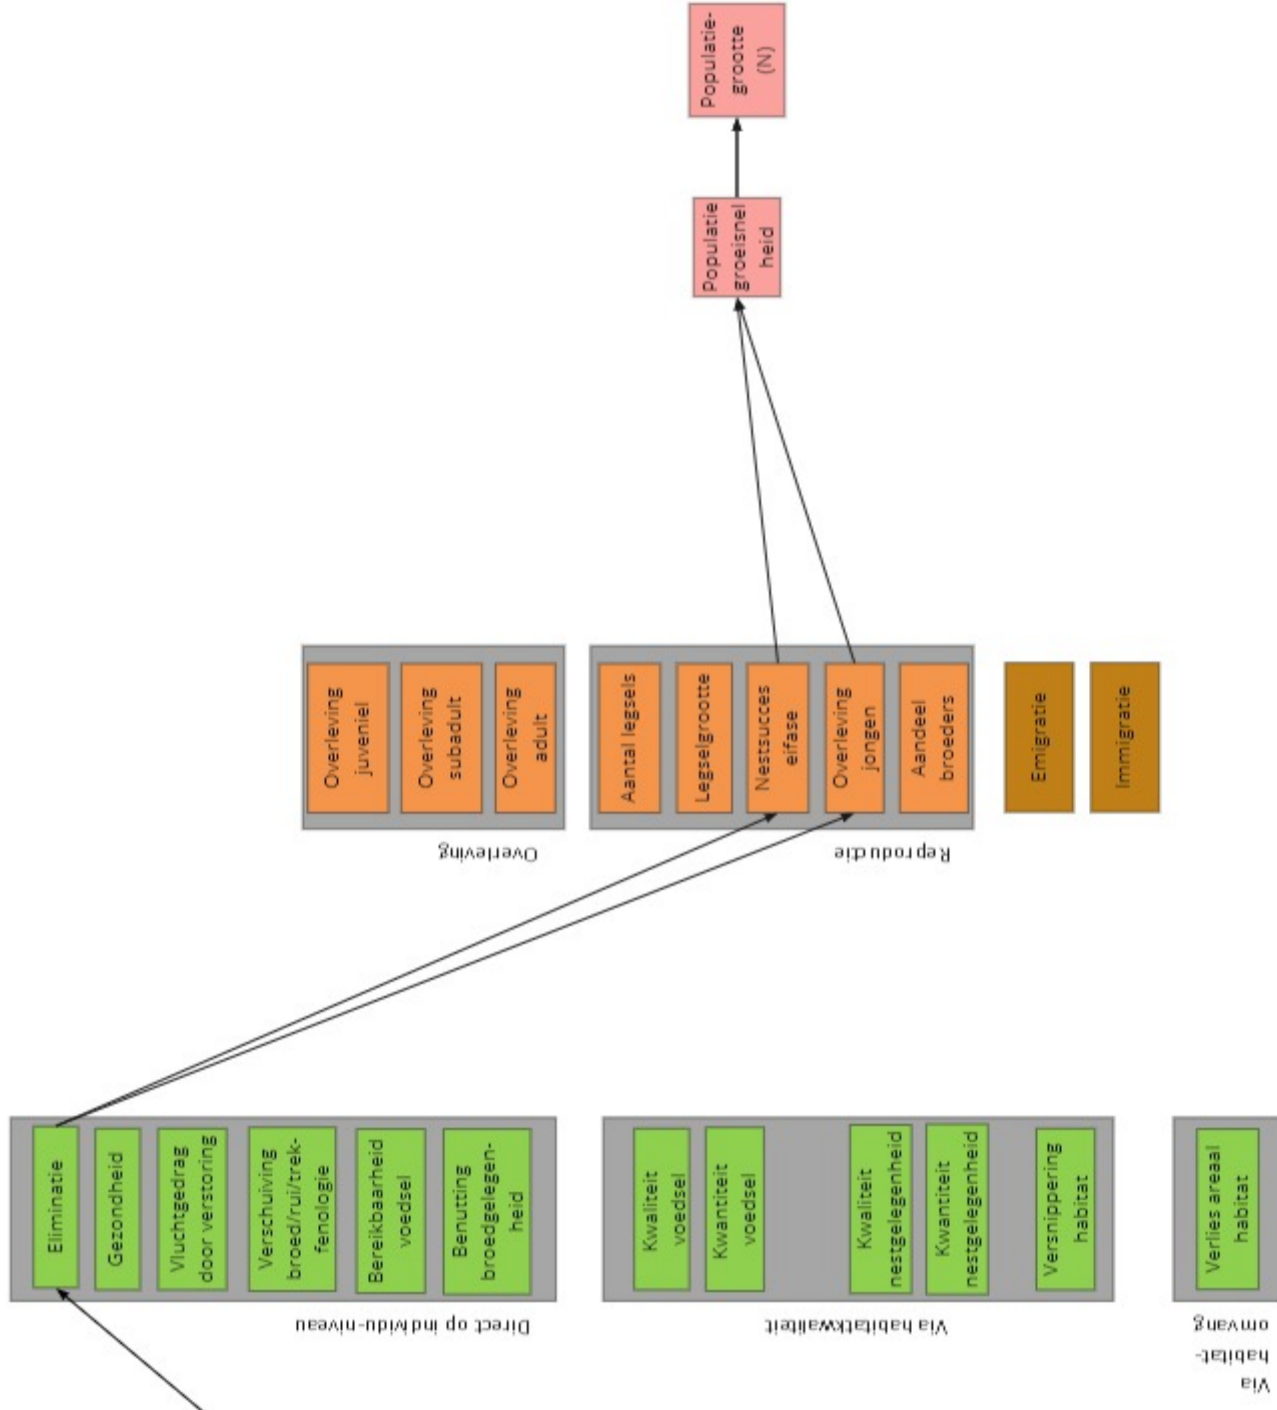 Direct op individu-niveau
Eliminatie
Gezondheid
Vluchtgedrag
door verstoring
Verschuiving
broed/rui/trek-
fenologie
Bereikbaarheid
voedsel
Benutting
broedgelegen-
heid
Via habitatkwaliteit
Kwaliteit
voedsel
Kwantiteit
voedsel
Kwaliteit
nestgelegenheid
Kwantiteit
nestgelegenheid
Versnippering
habitat
Via
habitat-
omvang
Verlies areaal
habitat
Overleving
Overleving
juveniel
Overleving
subadult
Overleving
adult
Reproductie
Aantal legsels
Legselgrootte
Nestsucces
eifase
Overleving
jongen
Aandeel
broeders
Emigratie
Immigratie
Populatie
groeisnel
heid
Populatie-
grootte
(N)